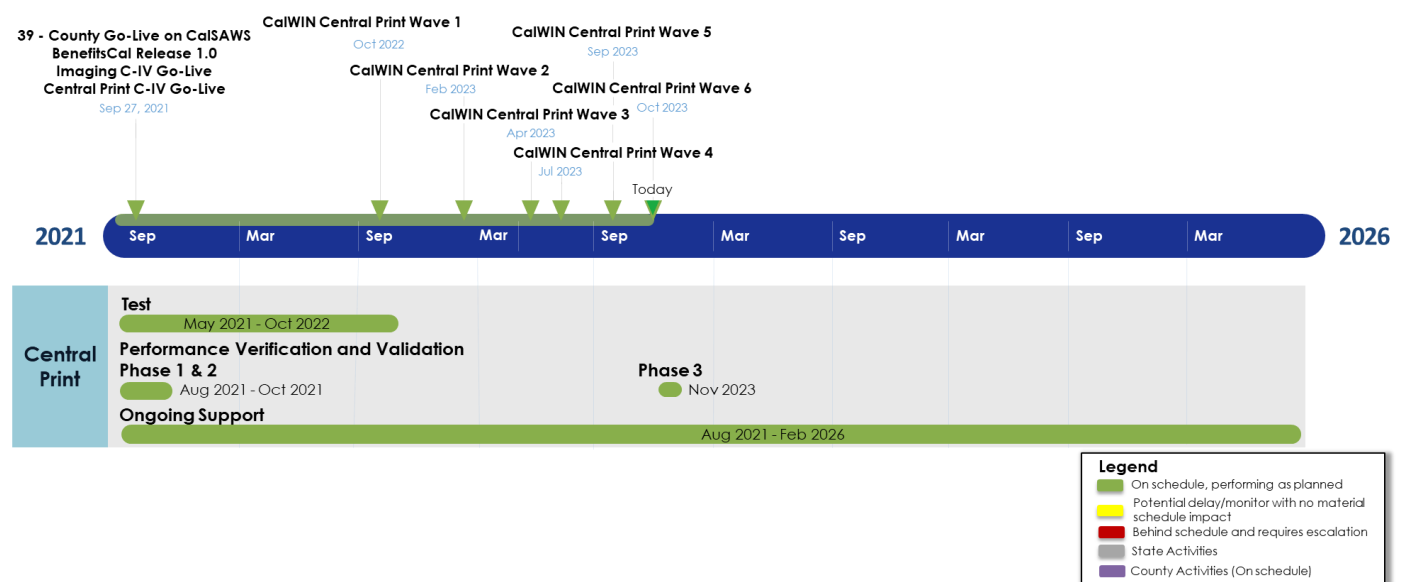 39 - County Go-Live on CalSAWS
BenefitsCal Release 1.0
Imaging C-IV Go-Live
Central Print C-IV Go-Live
Sep 27, 2021
CalWIN Central Print Wave 1
Oct 2022
CalWIN Central Print Wave 2
Feb 2023
CalWIN Central Print Wave 3
Apr 2023
CalWIN Central Print Wave 4
Jul 2023
CalWIN Central Print Wave 5
Sep 2023
CalWIN Central Print Wave 6
Oct 2023
Today
2021 Sep Mar Sep Mar Sep Mar Sep Mar Sep Mar 2026
Central
Print
Test
May 2021 - Oct 2022
Performance Verification and Validation
Phase 1 & 2
Aug 2021 - Oct 2021
Phase 3
Nov 2023
Ongoing Support
Aug 2021 - Feb 2026
Legend
On schedule, performing as planned
Potential delay/monitor with no material
schedule impact
Behind schedule and requires escalation
State Activities
County Activities (On schedule)